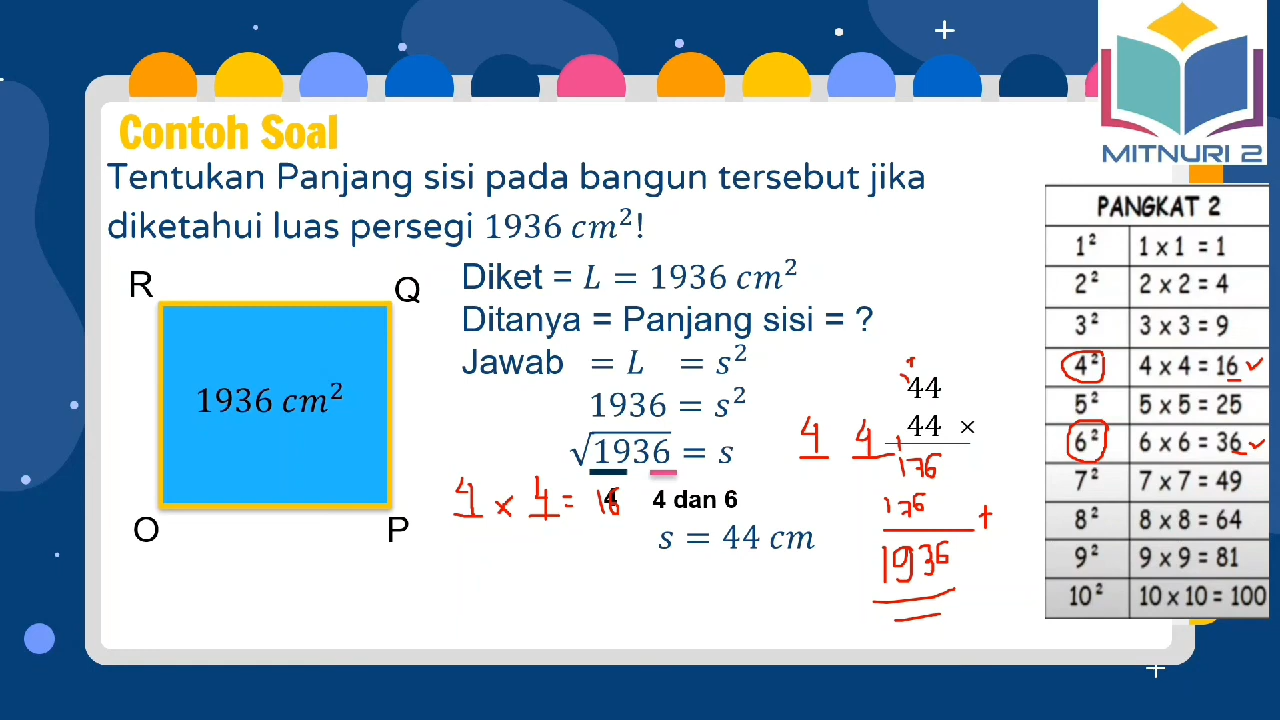 MITNURI 2
Contoh Soal
Tentukan Panjang sisi pada bangun tersebut jika
diketahui luas persegi 1936 cm²!
R
Q
1936 cm²
O
P
Diket = L = 1936 cm²
Ditanya = Panjang sisi = ?
Jawab = L = s²
1936 = s²
√1936 = s
4 4 dan 6
4 x 4 = 16
s = 44 cm
4 4
1
44
44 ×
1
176
176 +
1936
PANGKAT 2
1² 1 x 1 = 1
2² 2 x 2 = 4
3² 3 x 3 = 9
4² 4 x 4 = 16
5² 5 x 5 = 25
6² 6 x 6 = 36
7² 7 x 7 = 49
8² 8 x 8 = 64
9² 9 x 9 = 81
10² 10 x 10 = 100